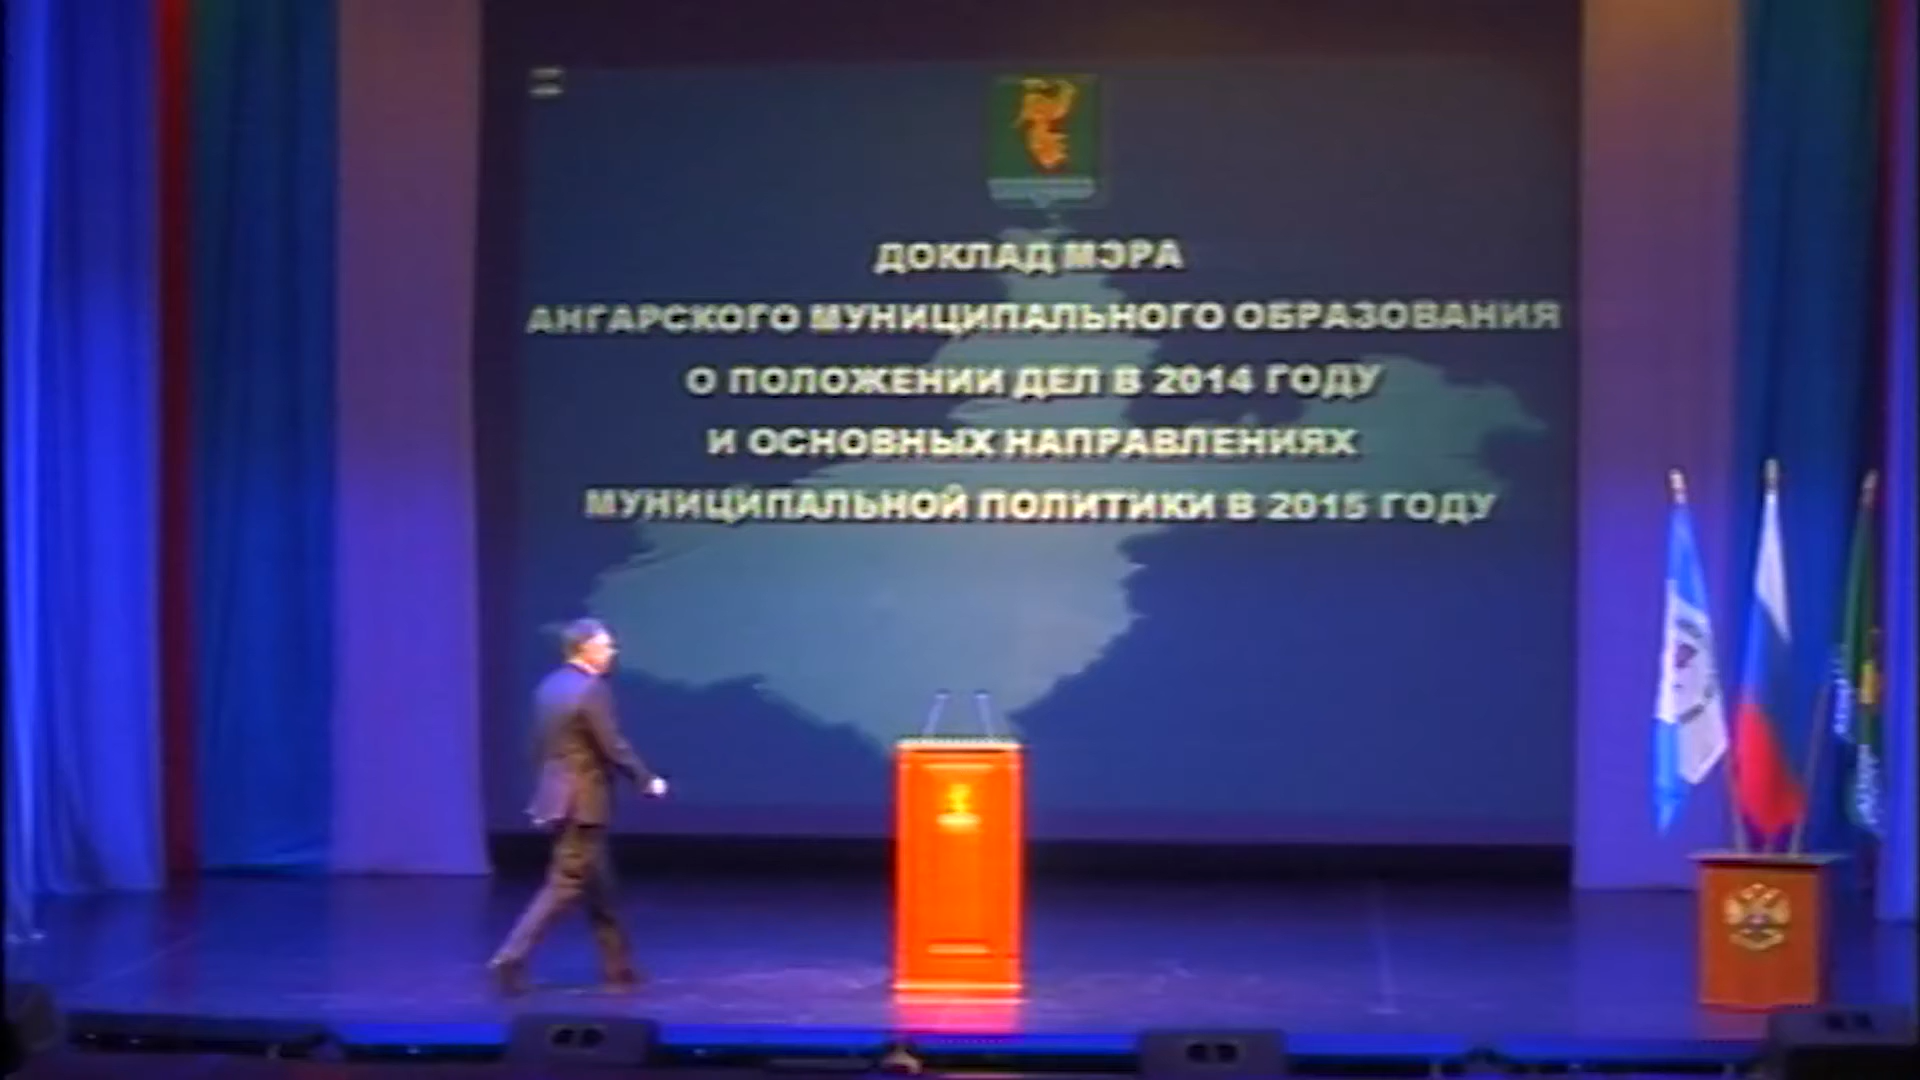 ДОКЛАД МЭРА
АНГАРСКОГО МУНИЦИПАЛЬНОГО ОБРАЗОВАНИЯ
О ПОЛОЖЕНИИ ДЕЛ В 2014 ГОДУ
И ОСНОВНЫХ НАПРАВЛЕНИЯХ
МУНИЦИПАЛЬНОЙ ПОЛИТИКИ В 2015 ГОДУ